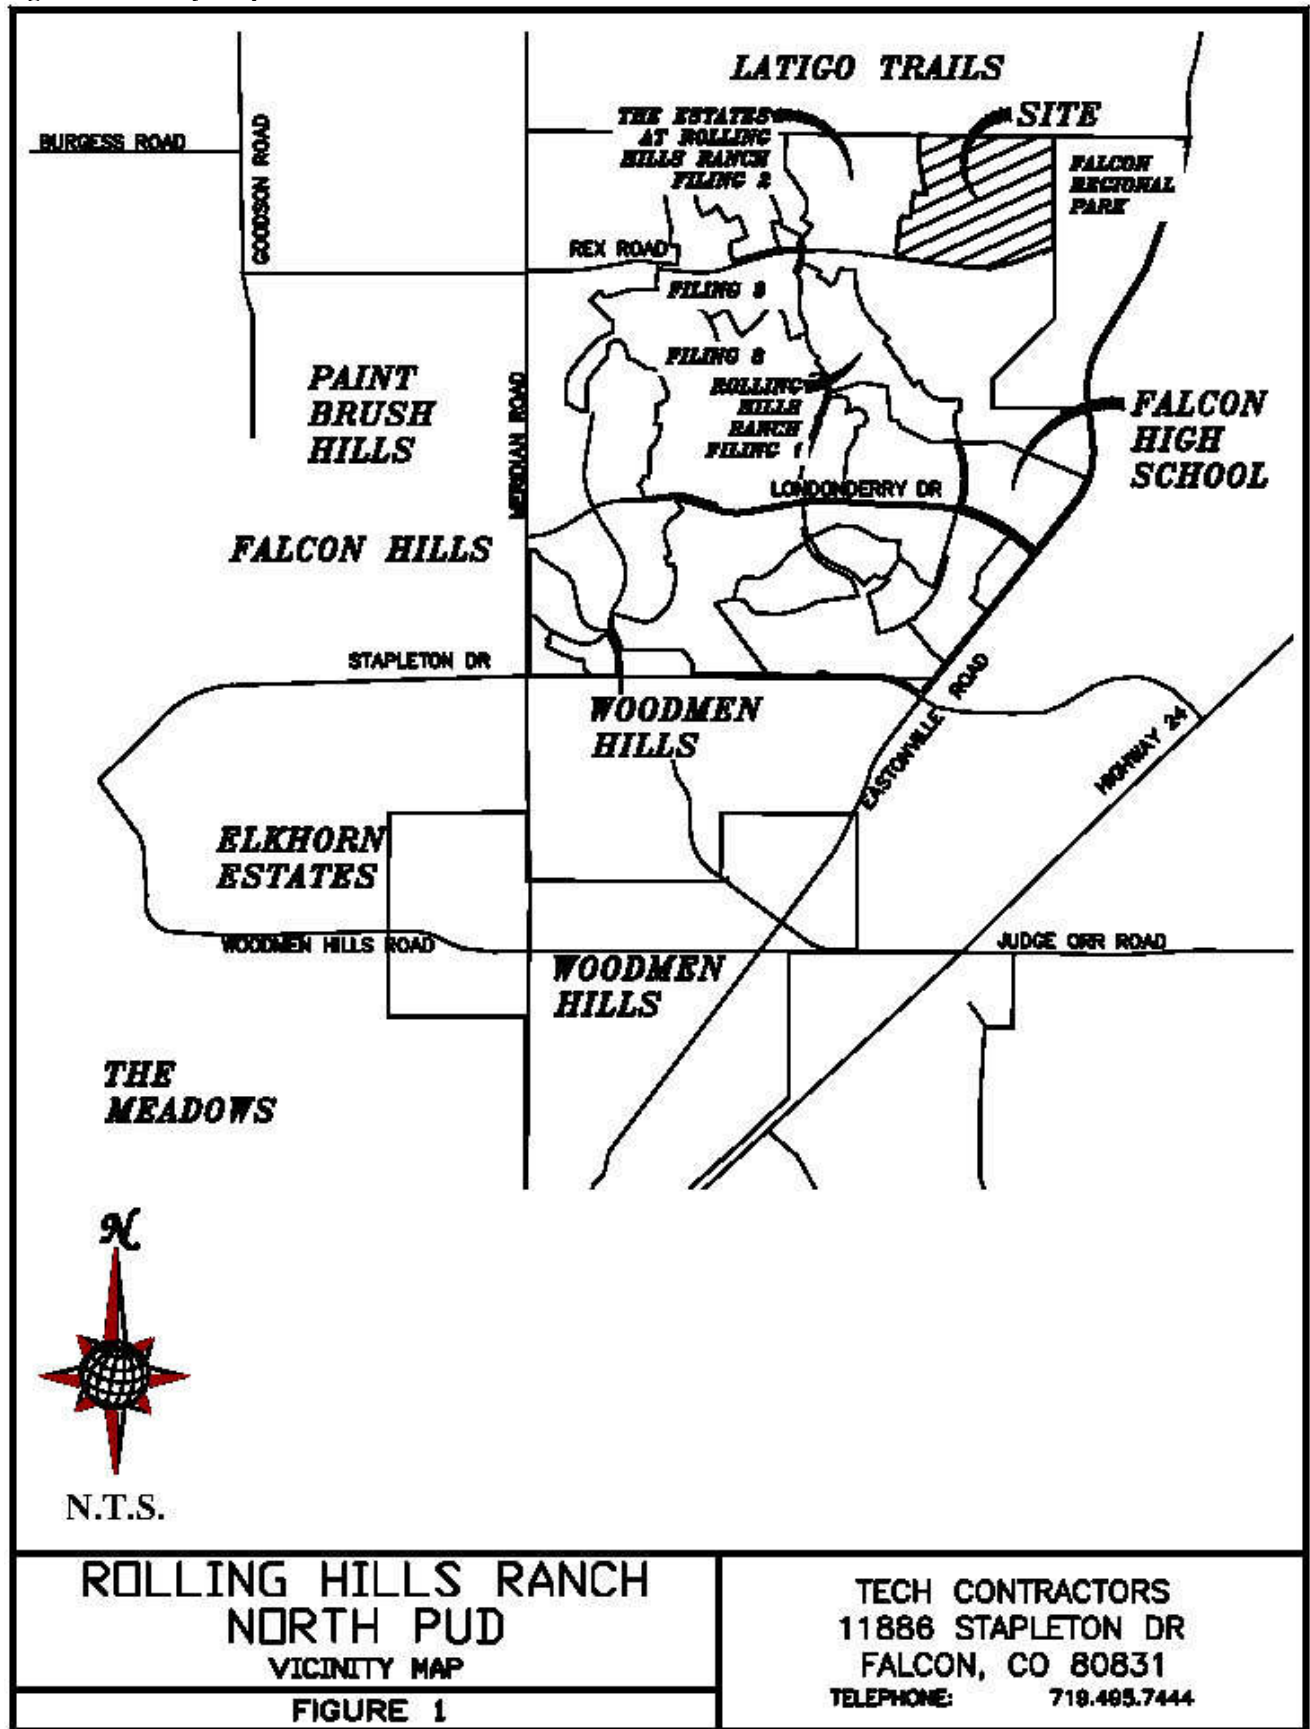 LATIGO TRAILS
THE ESTATES
AT ROLLING
HILLS RANCH
FILING 2
SITE
BURGESS ROAD
GOODSON ROAD
FALCON
REGIONAL
PARK
REX ROAD
FILING 3
FILING 2
ROLLING
HILLS
RANCH
FILING 1
PAINT
BRUSH
HILLS
MERIDIAN ROAD
FALCON
HIGH
SCHOOL
LONDONDERRY DR
FALCON HILLS
STAPLETON DR
WOODMEN
HILLS
EASTONVILLE ROAD
HIGHWAY 24
ELKHORN
ESTATES
WOODMEN HILLS ROAD
JUDGE ORR ROAD
WOODMEN
HILLS
THE
MEADOWS
N
N.T.S.
ROLLING HILLS RANCH
NORTH PUD
VICINITY MAP
FIGURE 1
TECH CONTRACTORS
11886 STAPLETON DR
FALCON, CO 80831
TELEPHONE: 719.495.7444